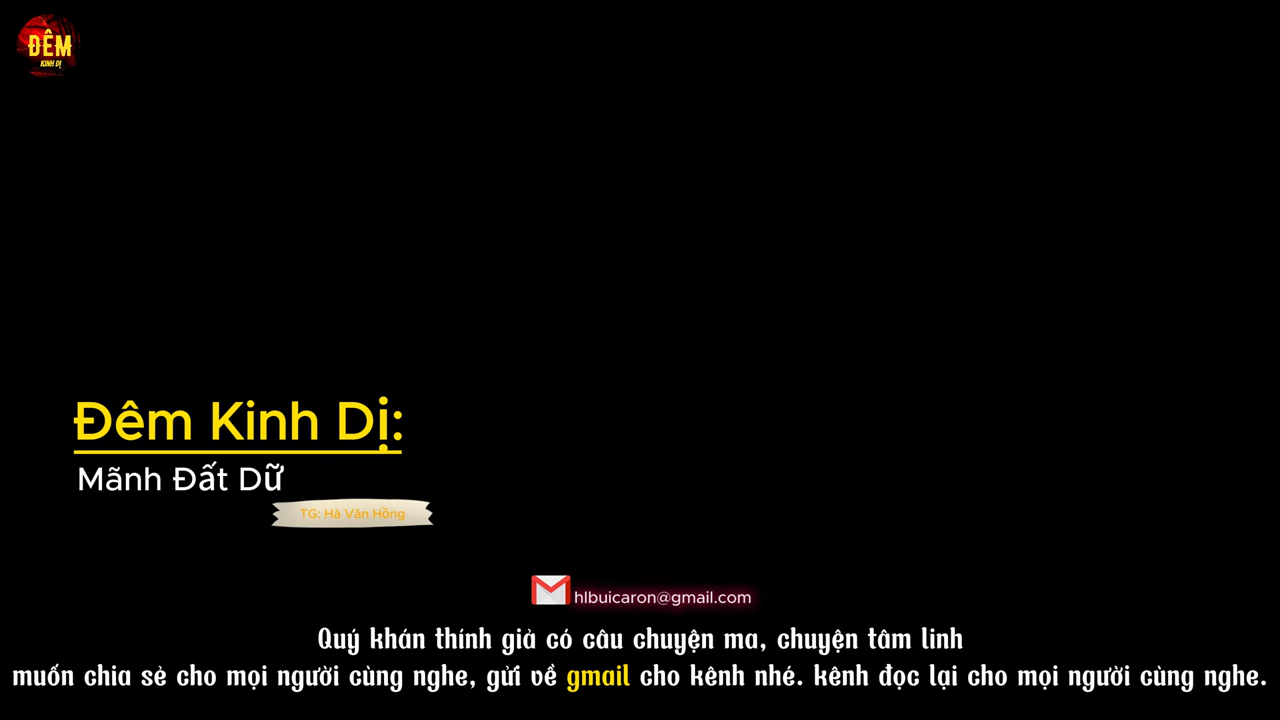 ĐÊM
KINH DỊ
Đêm Kinh Dị:
Mãnh Đất Dữ
TG: Hà Văn Hồng
hlbuicaron@gmail.com
Quý khán thính giả có câu chuyện ma, chuyện tâm linh
muốn chia sẻ cho mọi người cùng nghe, gửi về gmail cho kênh nhé. kênh đọc lại cho mọi người cùng nghe.